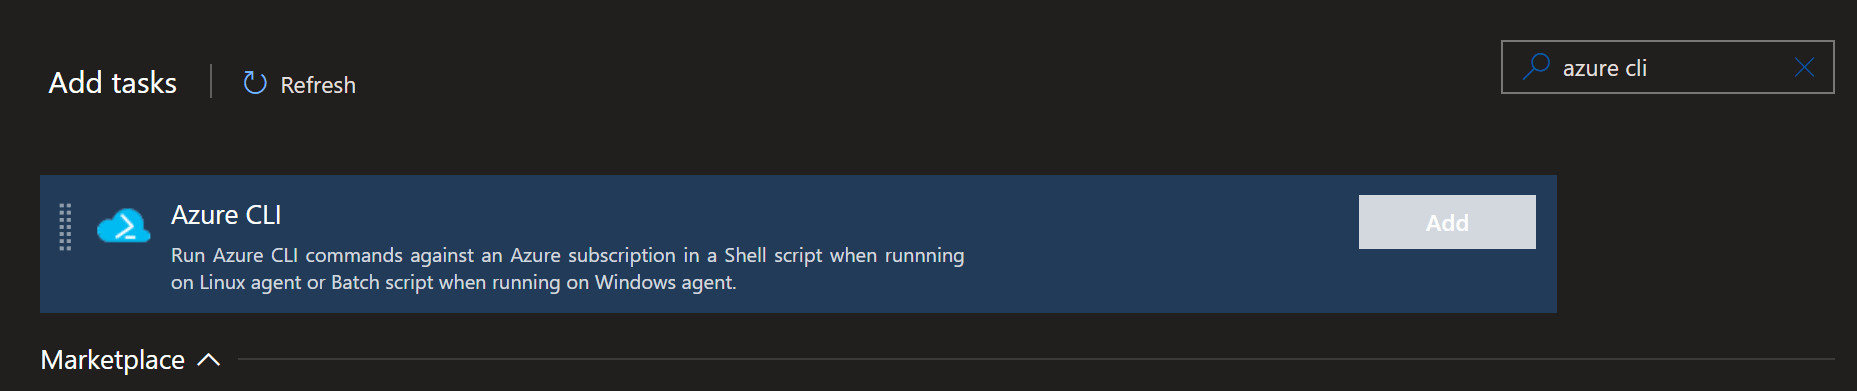 Add tasks
Refresh
azure cli
Azure CLI
Add
Run Azure CLI commands against an Azure subscription in a Shell script when runnning
on Linux agent or Batch script when running on Windows agent.
Marketplace